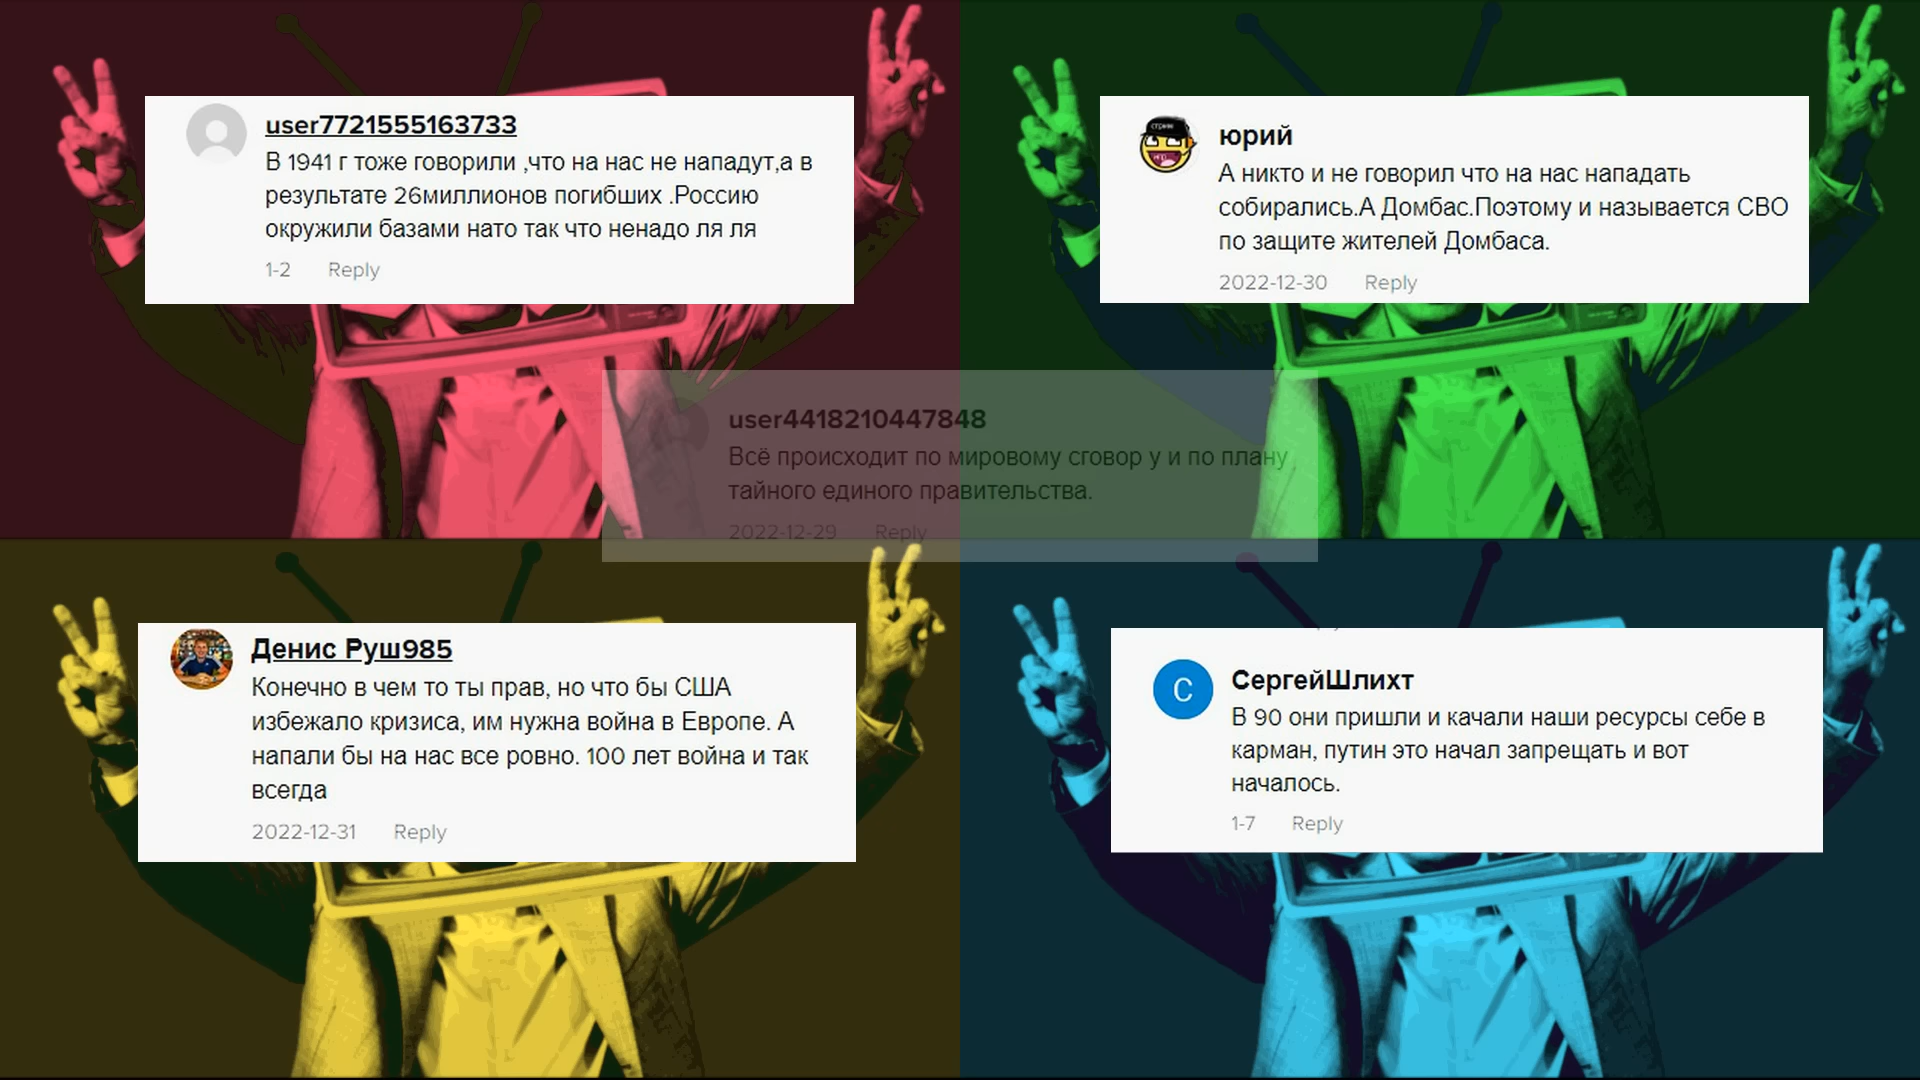 user7721555163733
В 1941 г тоже говорили ,что на нас не нападут,а в
результате 26миллионов погибших .Россию
окружили базами нато так что ненадо ля ля
1-2 Reply
юрий
А никто и не говорил что на нас нападать
собирались.А Домбас.Поэтому и называется СВО
по защите жителей Домбаса.
2022-12-30 Reply
user4418210447848
Всё происходит по мировому сговор у и по плану
тайного единого правительства.
2022-12-29 Reply
Денис Руш985
Конечно в чем то ты прав, но что бы США
избежало кризиса, им нужна война в Европе. А
напали бы на нас все ровно. 100 лет война и так
всегда
2022-12-31 Reply
С
СергейШлихт
В 90 они пришли и качали наши ресурсы себе в
карман, путин это начал запрещать и вот
началось.
1-7 Reply